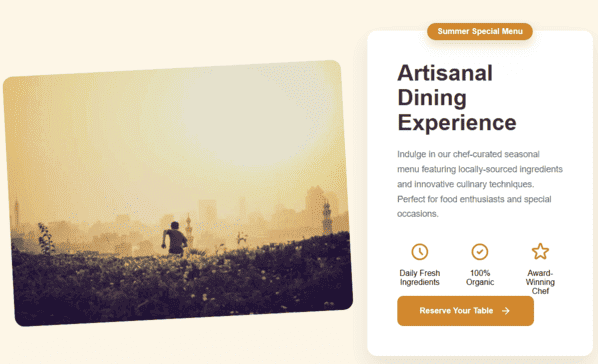 Summer Special Menu
Artisanal
Dining
Experience
Indulge in our chef-curated seasonal
menu featuring locally-sourced ingredients
and innovative culinary techniques.
Perfect for food enthusiasts and special
occasions.
Daily Fresh
Ingredients
100%
Organic
Award-
Winning
Chef
Reserve Your Table